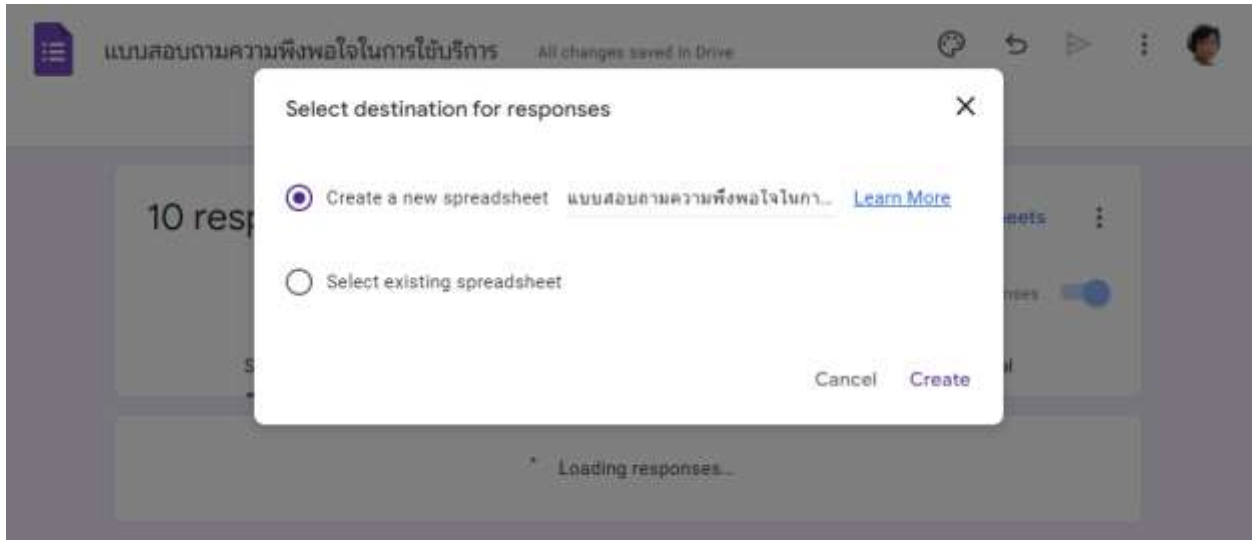 แบบสอบถามความพึงพอใจในการใช้บริการ All changes saved in Drive
Select destination for responses
Create a new spreadsheet แบบสอบถามความพึงพอใจในกา... Learn More
10 resp
eets
Select existing spreadsheet
nses
S
Cancel Create
Loading responses...